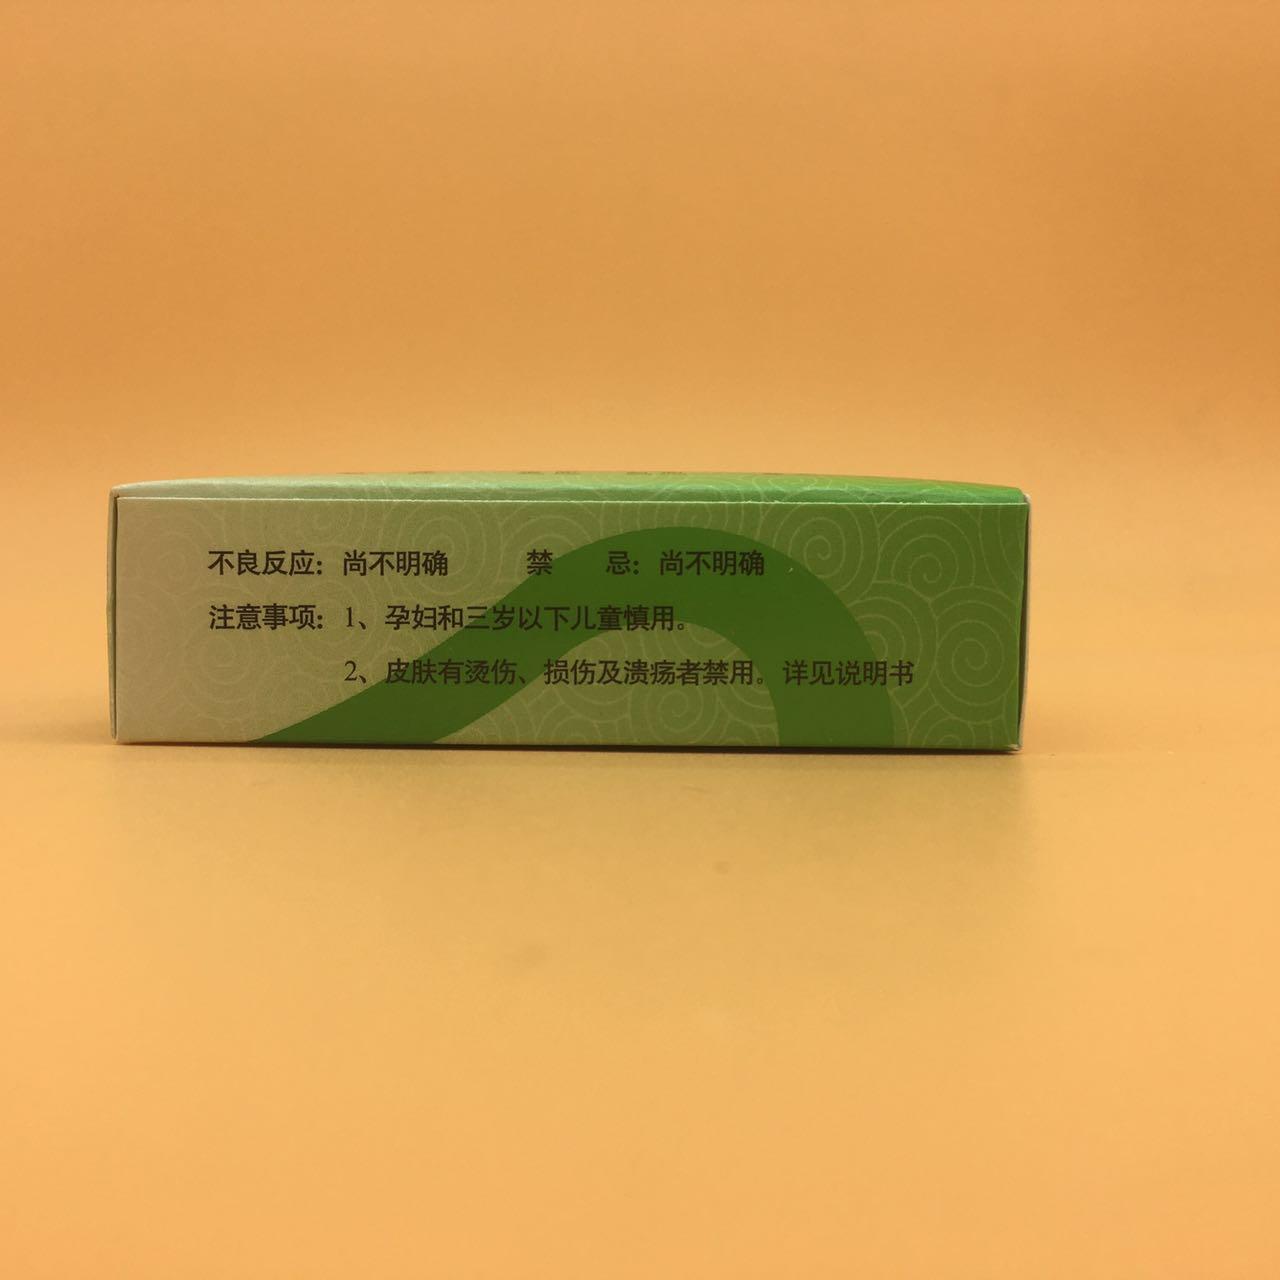 不良反应：尚不明确 禁 忌：尚不明确
注意事项：1、孕妇和三岁以下儿童慎用。
2、皮肤有烫伤、损伤及溃疡者禁用。详见说明书